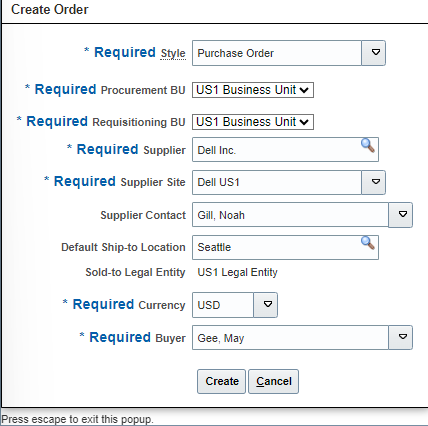 Create Order
* Required Style Purchase Order
* Required Procurement BU US1 Business Unit
* Required Requisitioning BU US1 Business Unit
* Required Supplier Dell Inc.
* Required Supplier Site Dell US1
Supplier Contact Gill, Noah
Default Ship-to Location Seattle
Sold-to Legal Entity US1 Legal Entity
* Required Currency USD
* Required Buyer Gee, May
Create Cancel
Press escape to exit this popup.